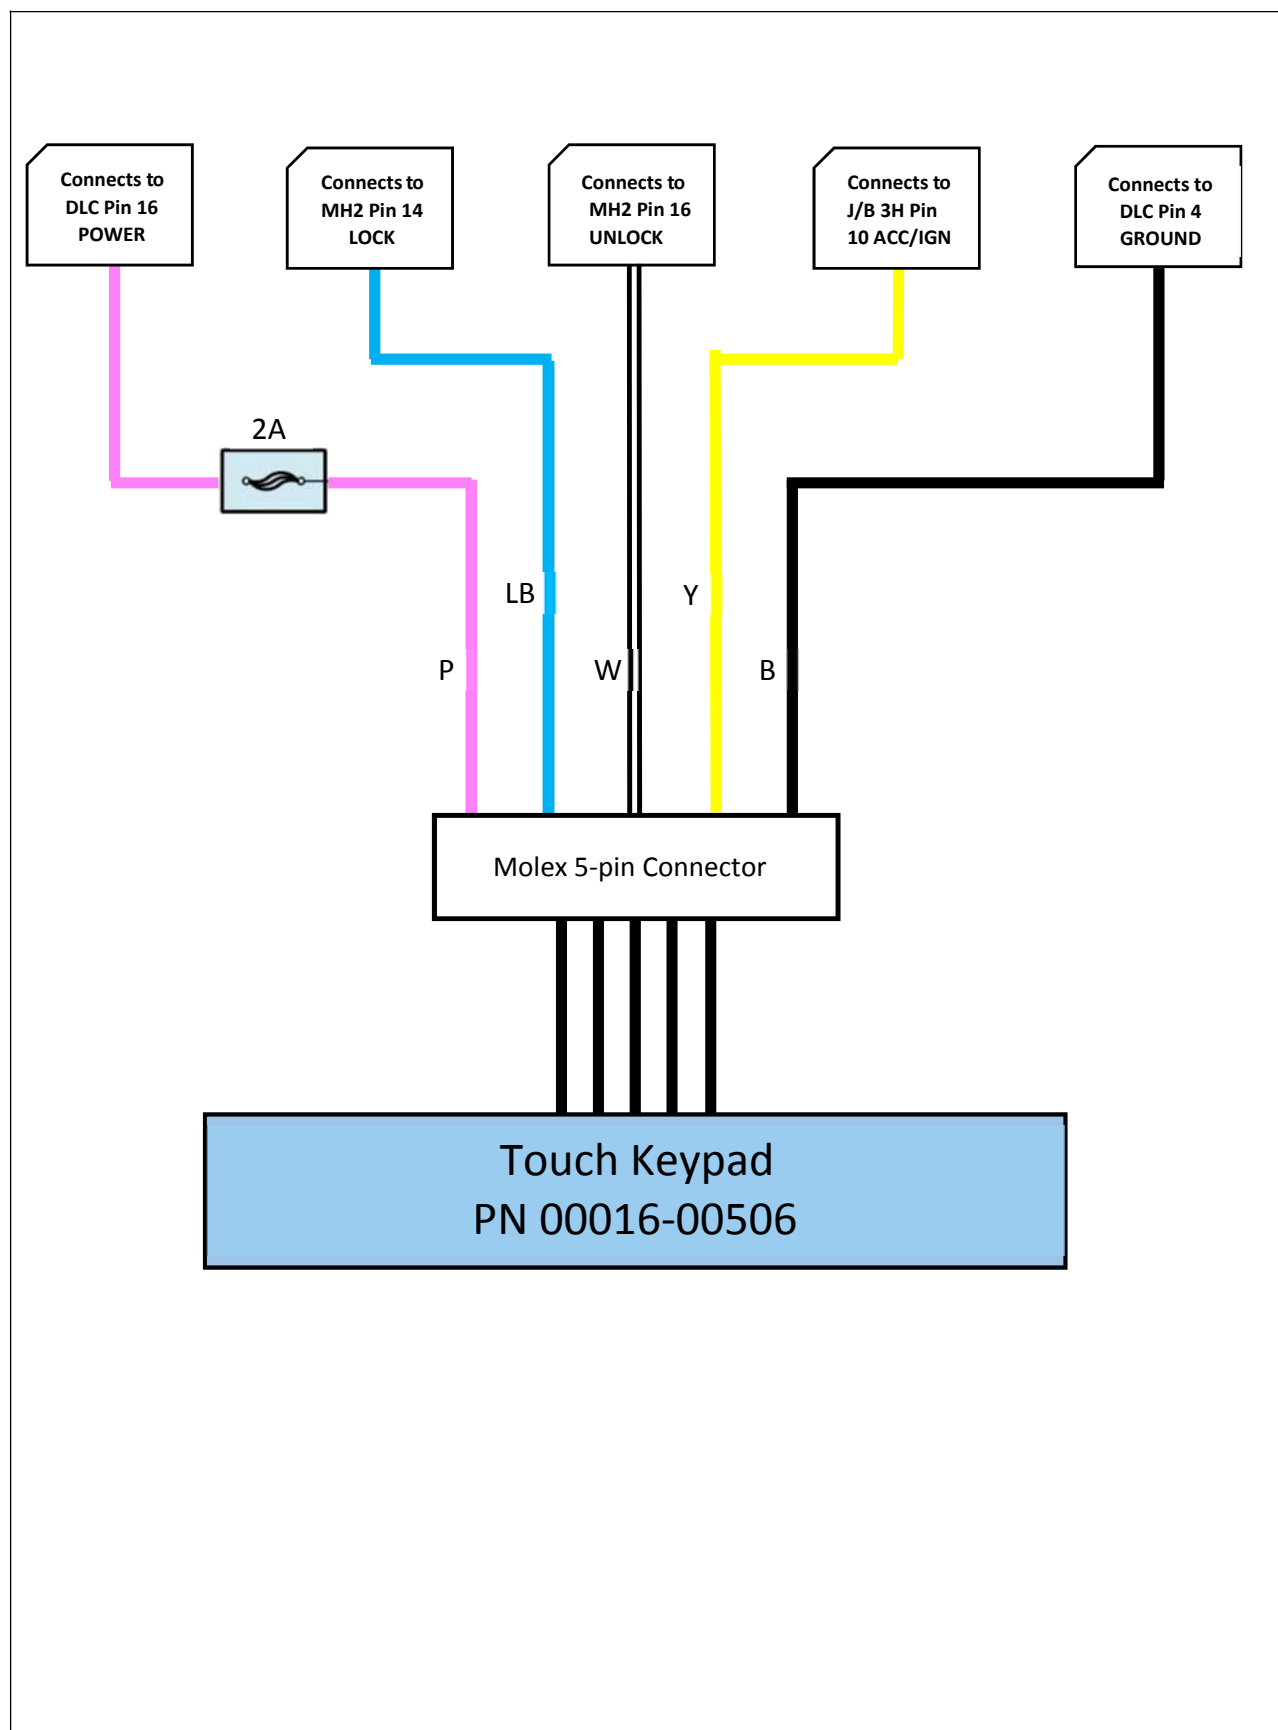 Connects to
DLC Pin 16
POWER
Connects to
MH2 Pin 14
LOCK
Connects to
MH2 Pin 16
UNLOCK
Connects to
J/B 3H Pin
10 ACC/IGN
Connects to
DLC Pin 4
GROUND
2A
LB
Y
P
W
B
Molex 5-pin Connector
Touch Keypad
PN 00016-00506